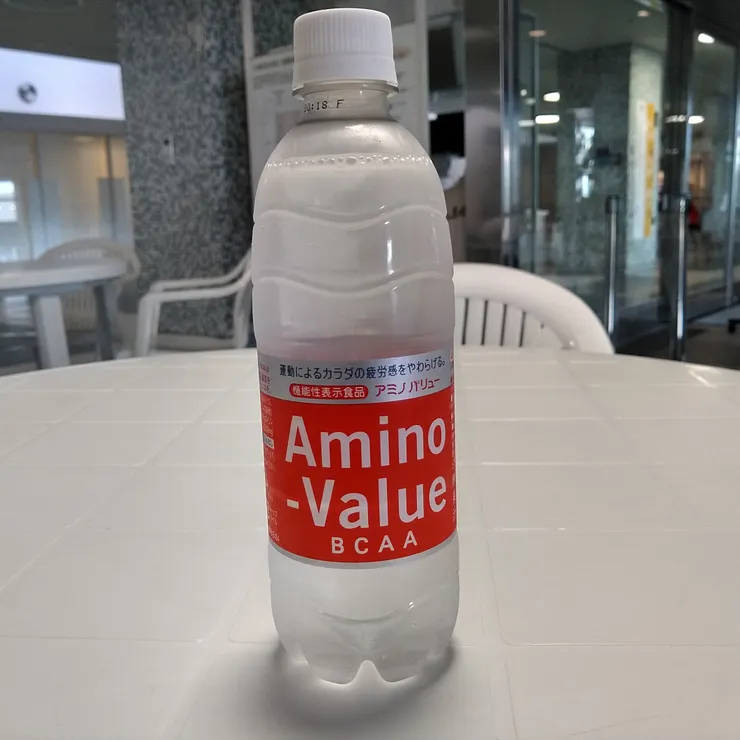 :18 F
運動によるカラダの疲労感をやわらげる。
機能性表示食品 アミノバリュー
Amino
-Value
BCAA